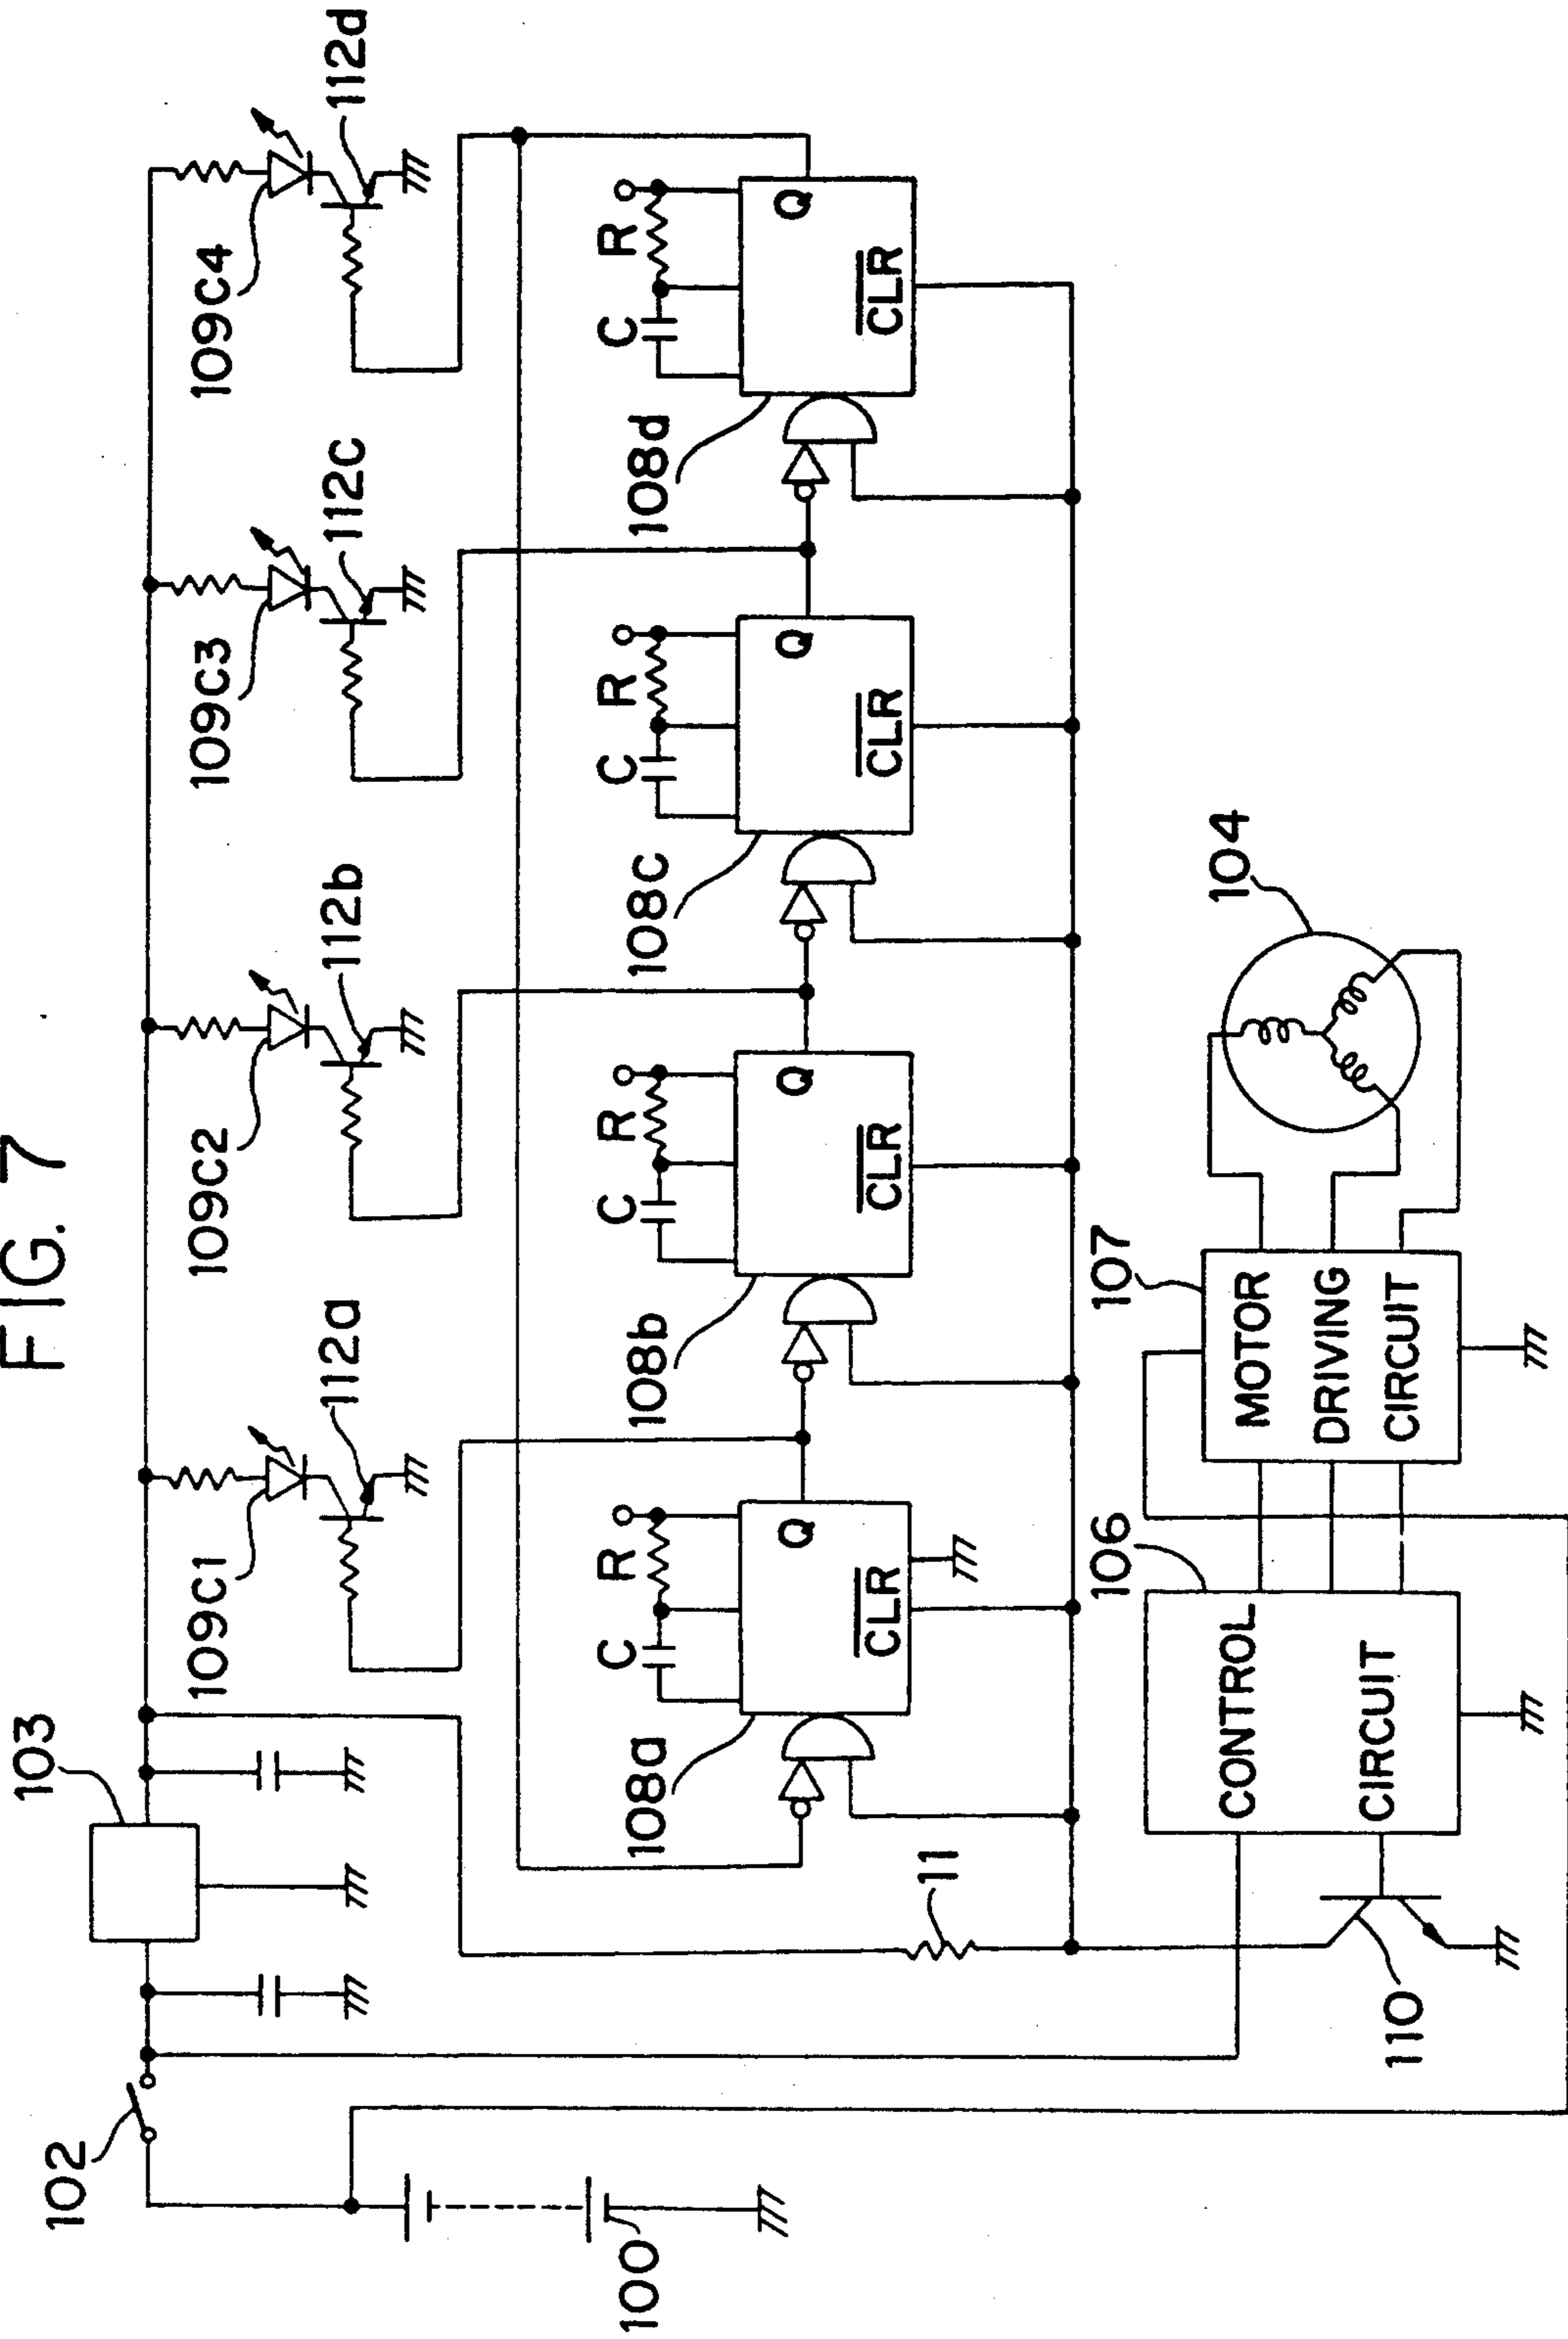 FIG. 7
102
103
109C1
109C2
109C3
109C4
112a
112b
112c
112d
100
108a
C
R
Q
CLR
108b
C
R
Q
CLR
108c
C
R
Q
CLR
108d
C
R
Q
CLR
11
110
106
CONTROL
CIRCUIT
107
MOTOR
DRIVING
CIRCUIT
104